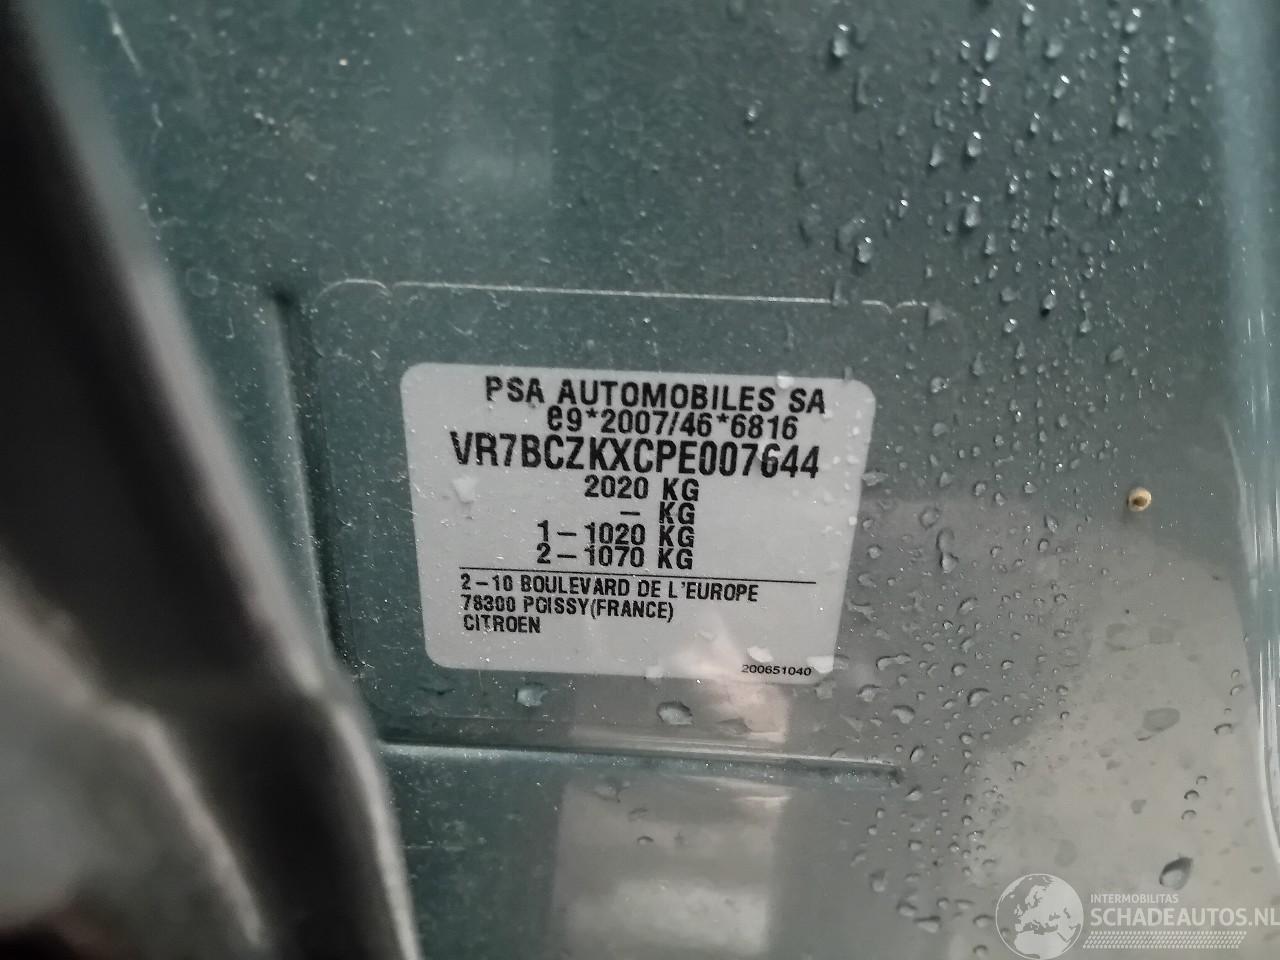 PSA AUTOMOBILES SA
e9*2007/46*6816
VR7BCZKXCPE007644
2020 KG
- KG
1-1020 KG
2-1070 KG
2-10 BOULEVARD DE L'EUROPE
78300 POISSY(FRANCE)
CITROEN
200651040
INTERMOBILITAS
SCHADEAUTOS.NL